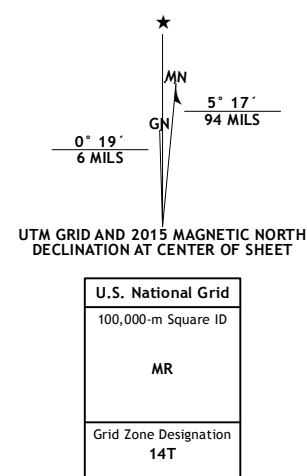 ★
MN
GN
5° 17´
94 MILS
0° 19´
6 MILS
UTM GRID AND 2015 MAGNETIC NORTH
DECLINATION AT CENTER OF SHEET
U.S. National Grid
100,000-m Square ID
MR
Grid Zone Designation
14T